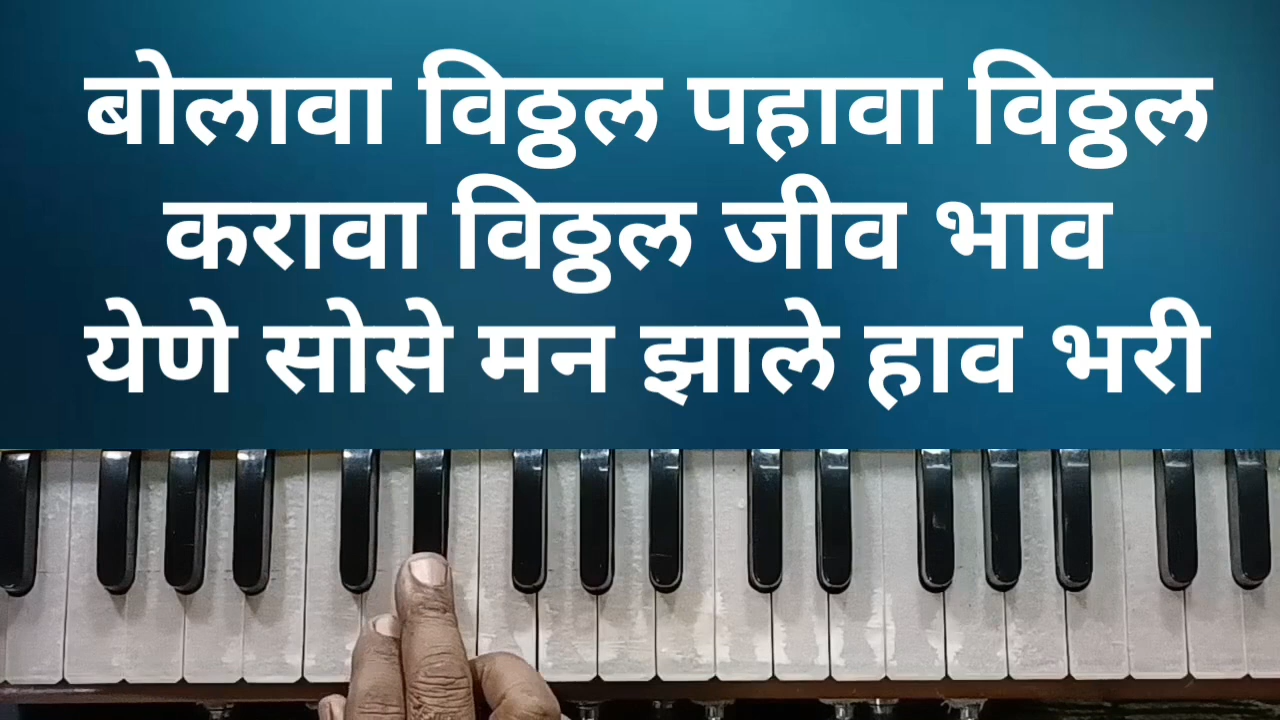 बोलावा विठ्ठल पहावा विठ्ठल
करावा विठ्ठल जीव भाव
येणे सोसे मन झाले हाव भरी